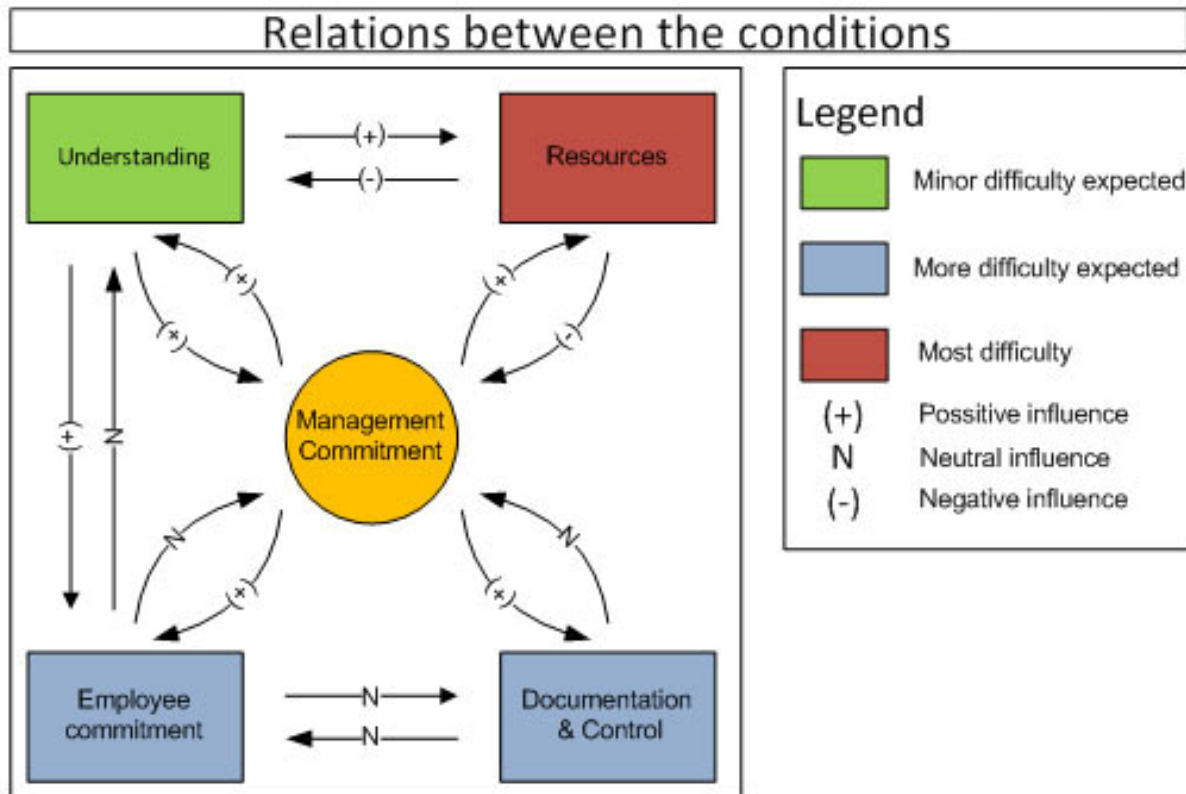 Relations between the conditions
Understanding
(+)
(-)
Resources
(+)
(+)
(+)
(-)
(+)
N
Management
Commitment
N
(+)
N
(+)
Employee
commitment
N
N
Documentation
& Control
Legend
Minor difficulty expected
More difficulty expected
Most difficulty
(+) Possitive influence
N Neutral influence
(-) Negative influence